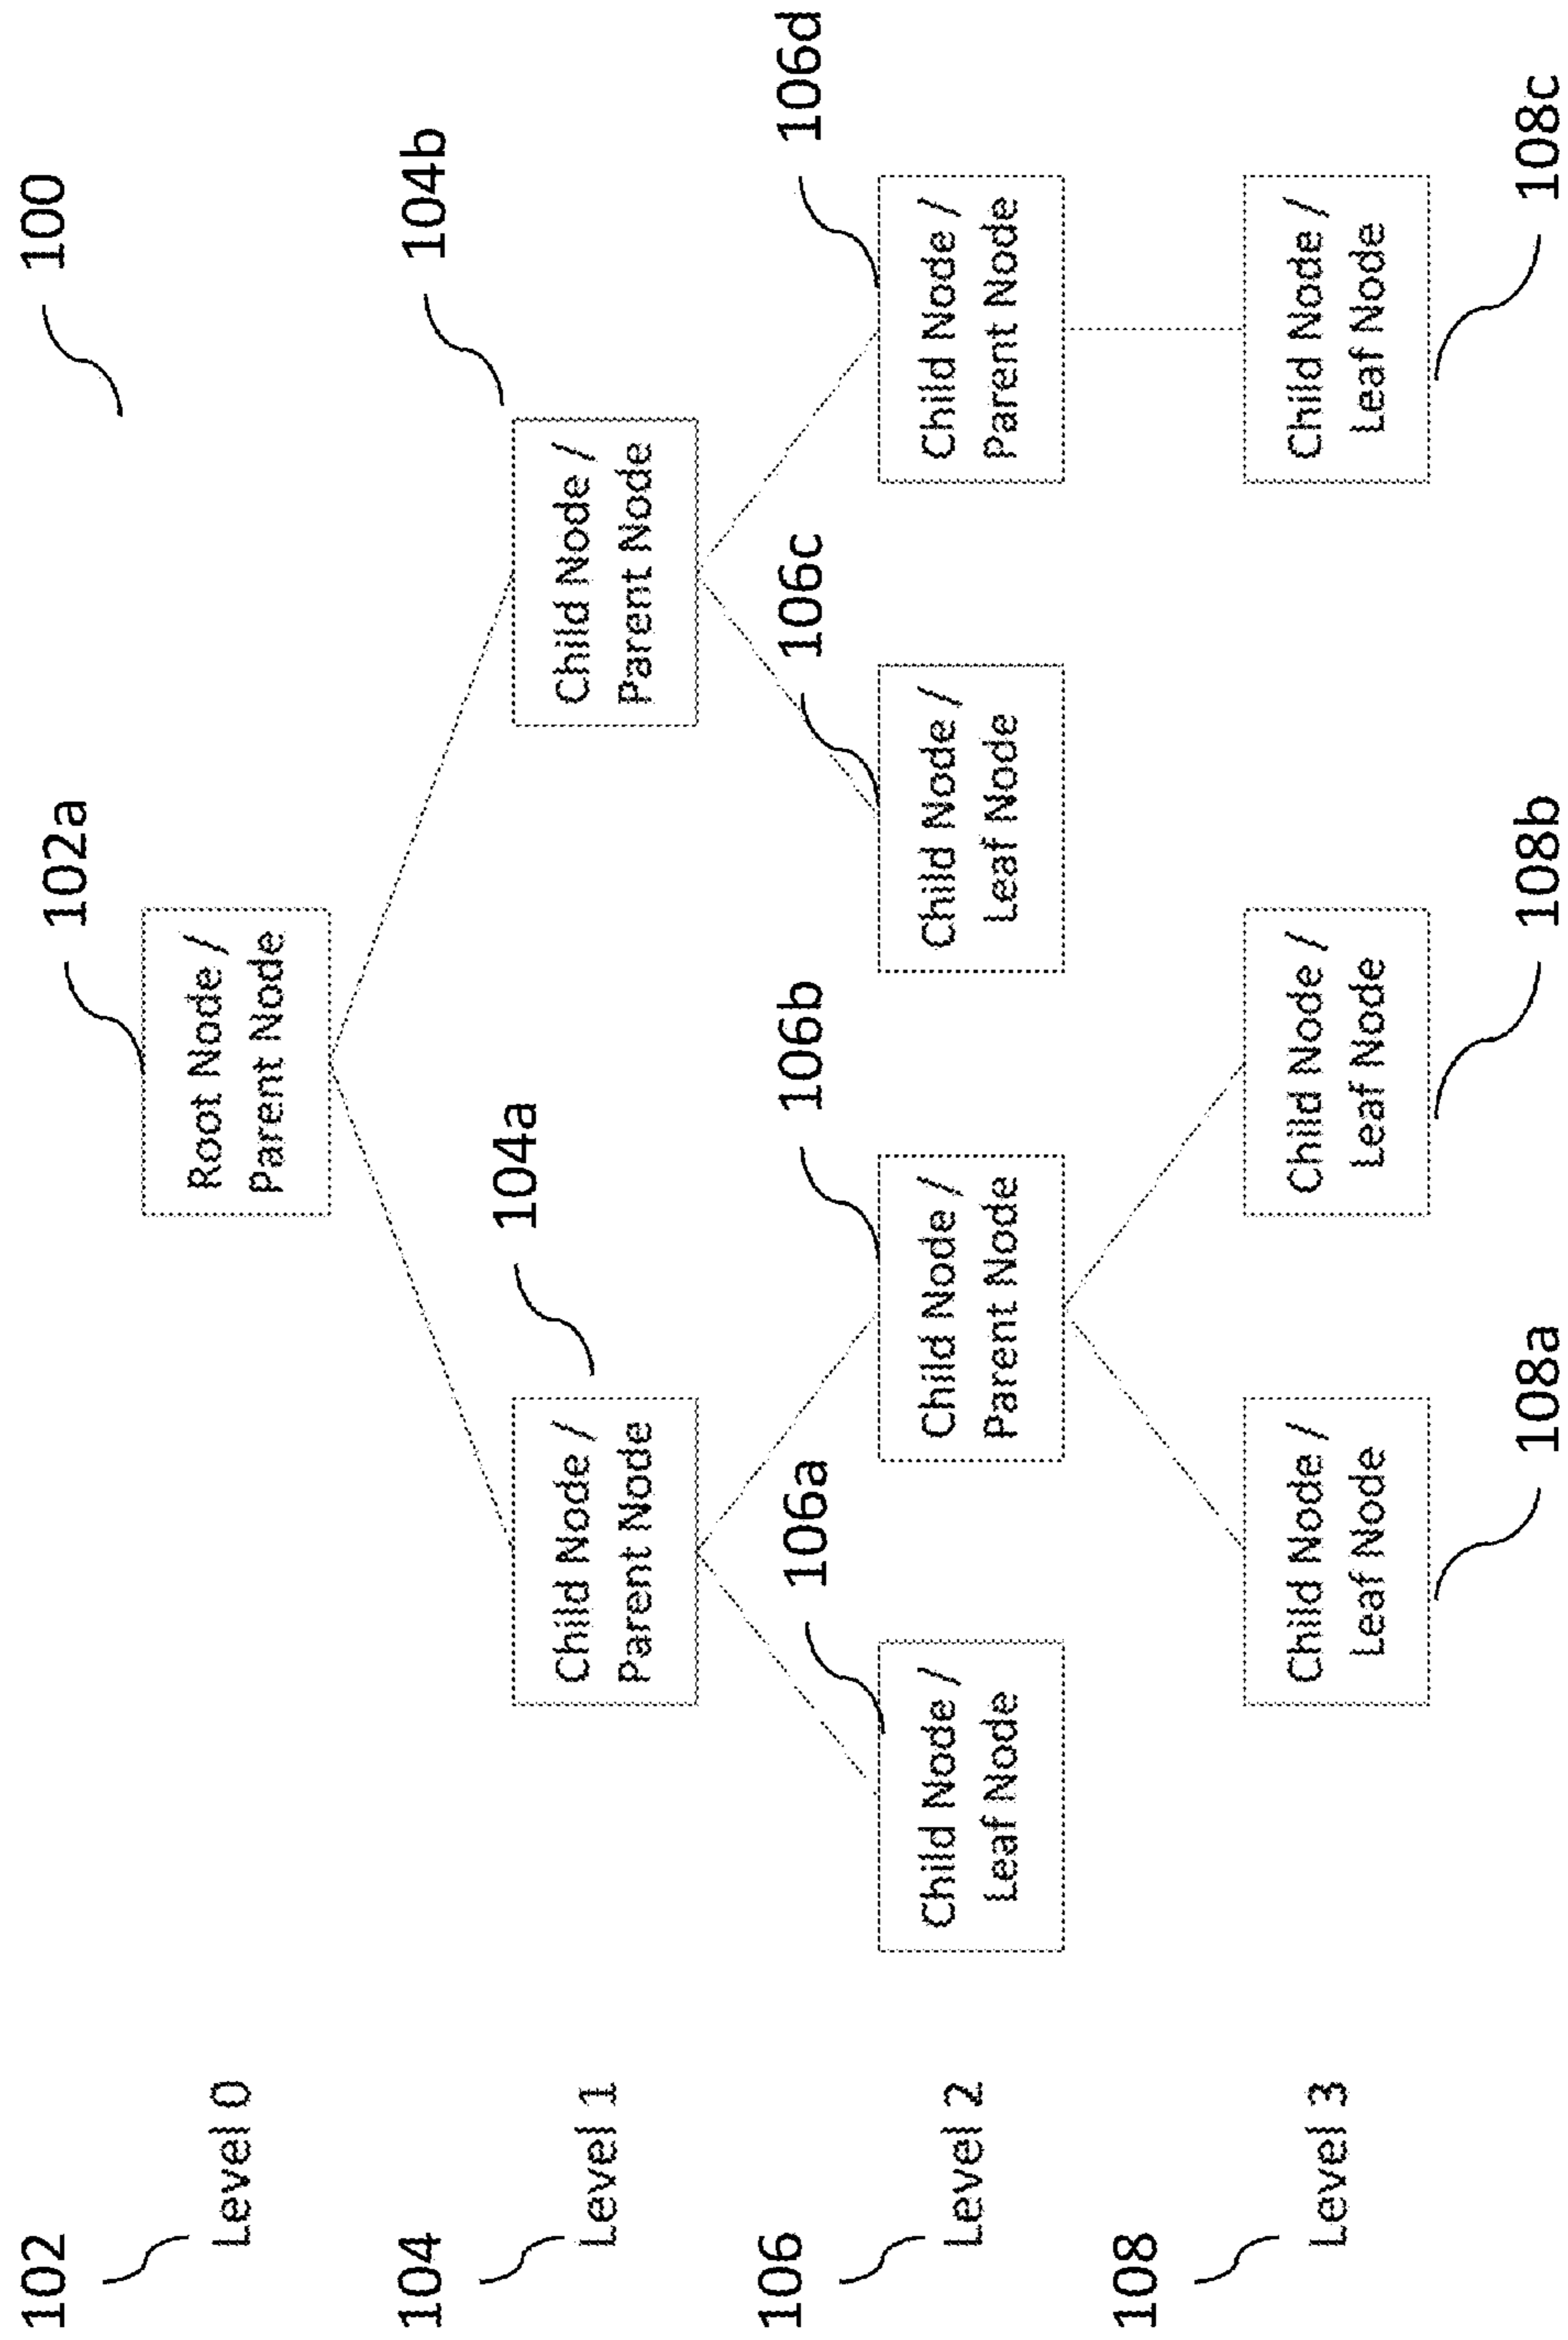 100
102
102a
Level 0
Root Node /
Parent Node
104
104a
104b
Level 1
Child Node /
Parent Node
Child Node /
Parent Node
106
106a
106b
106c
106d
Level 2
Child Node /
Leaf Node
Child Node /
Parent Node
Child Node /
Leaf Node
Child Node /
Parent Node
108
Level 3
Child Node /
Leaf Node
Child Node /
Leaf Node
Child Node /
Leaf Node
108a
108b
108c